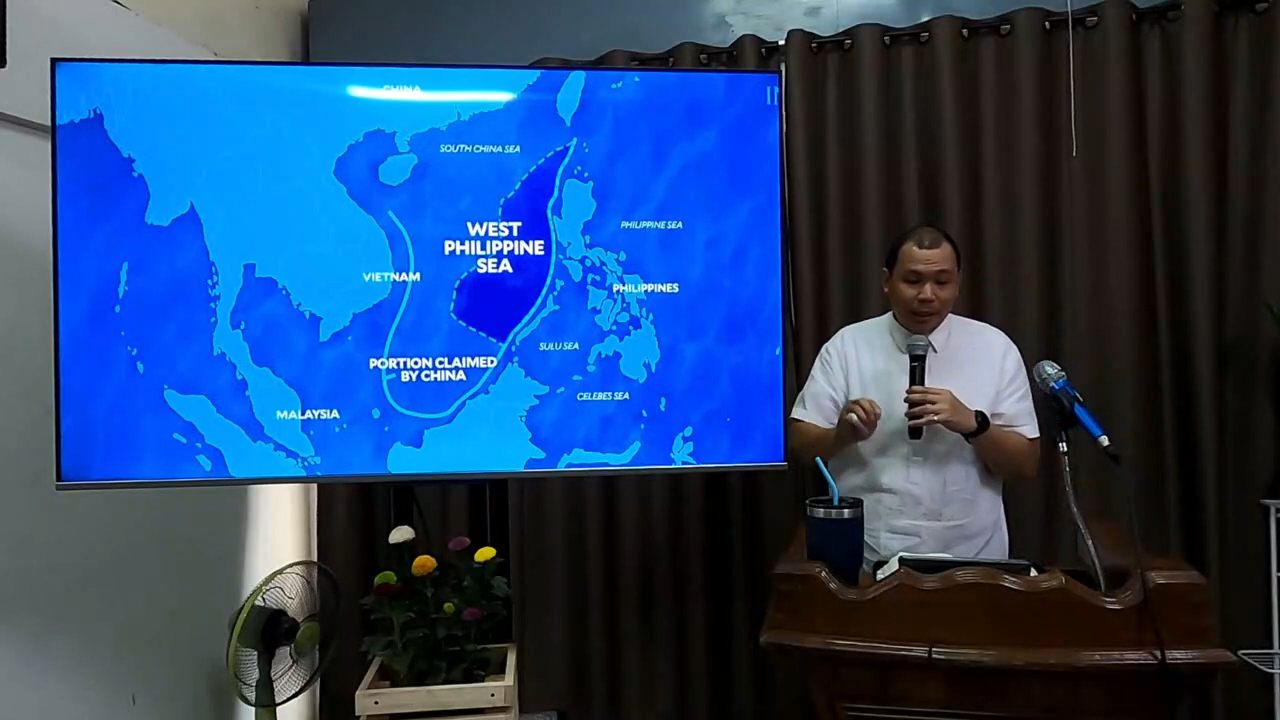 CHINA
SOUTH CHINA SEA
WEST
PHILIPPINE
SEA
PHILIPPINE SEA
VIETNAM
PHILIPPINES
SULU SEA
PORTION CLAIMED
BY CHINA
CELEBES SEA
MALAYSIA